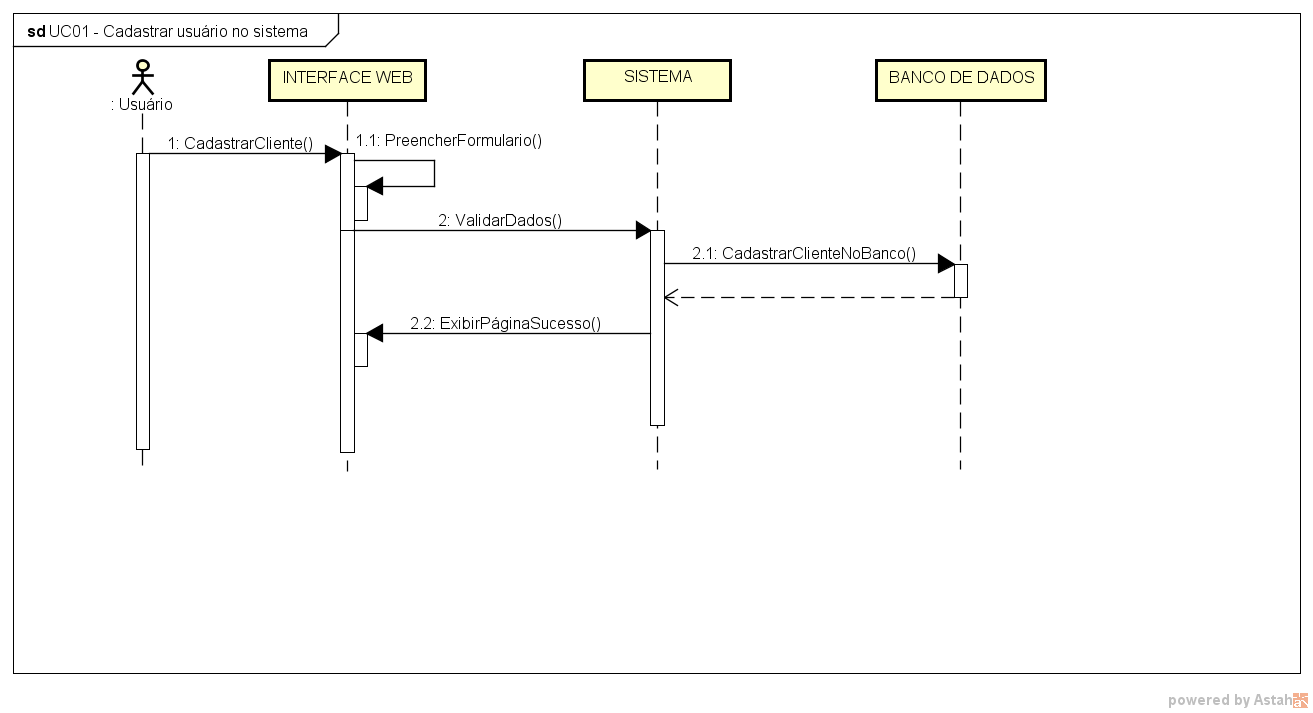 sd UC01 - Cadastrar usuário no sistema
: Usuário
INTERFACE WEB
SISTEMA
BANCO DE DADOS
1: CadastrarCliente()
1.1: PreencherFormulario()
2: ValidarDados()
2.1: CadastrarClienteNoBanco()
2.2: ExibirPáginaSucesso()
powered by Astah